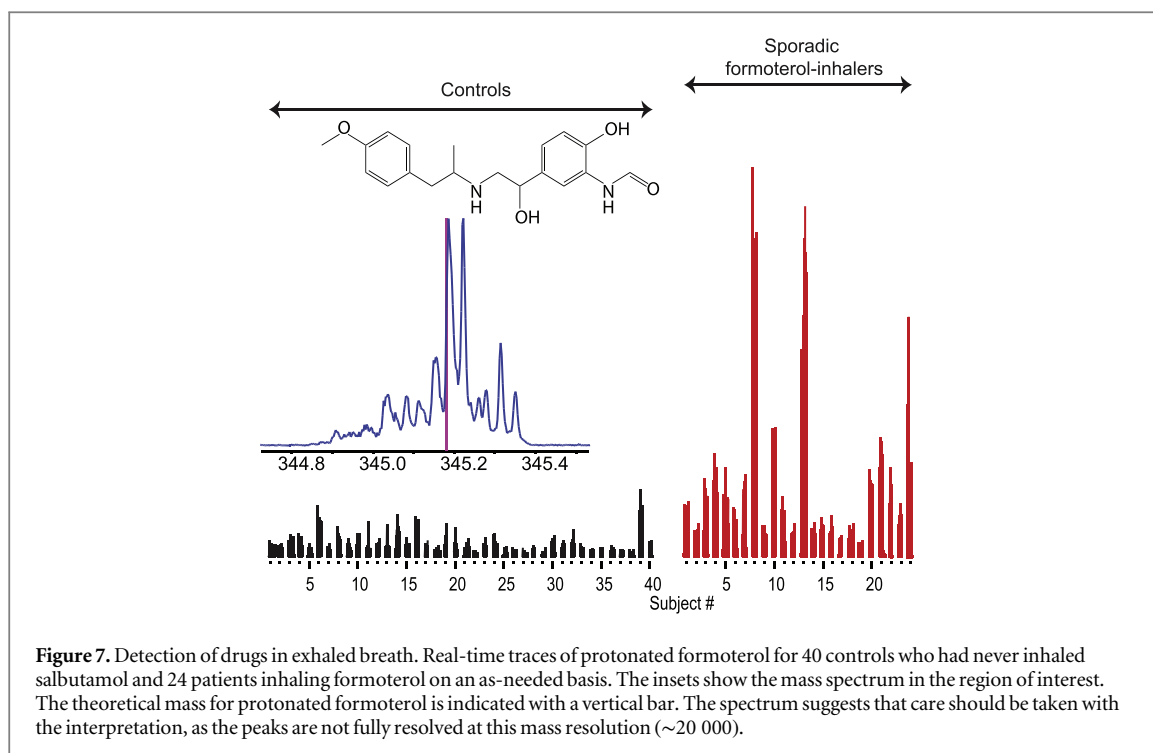 Sporadic
formoterol-inhalers
Controls
O
OH
N
H
OH
N
H
O
344.8 345.0 345.2 345.4
5 10 15 20 25 30 35 40
5 10 15 20
Subject #
Figure 7. Detection of drugs in exhaled breath. Real-time traces of protonated formoterol for 40 controls who had never inhaled
salbutamol and 24 patients inhaling formoterol on an as-needed basis. The insets show the mass spectrum in the region of interest.
The theoretical mass for protonated formoterol is indicated with a vertical bar. The spectrum suggests that care should be taken with
the interpretation, as the peaks are not fully resolved at this mass resolution (∼20 000).